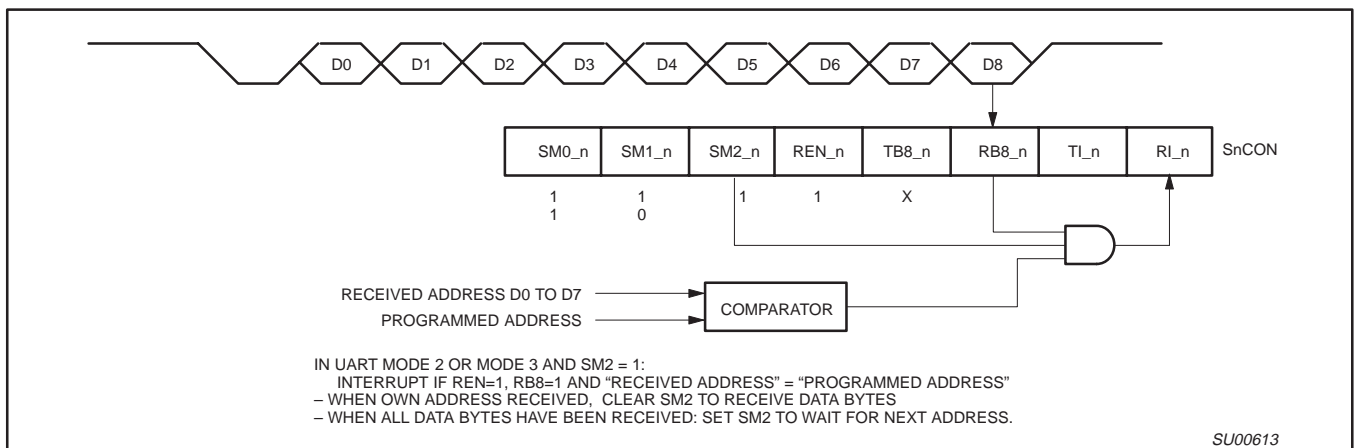 D0 D1 D2 D3 D4 D5 D6 D7 D8
SM0_n SM1_n SM2_n REN_n TB8_n RB8_n TI_n RI_n SnCON
1 1 1 1 X
1 0
RECEIVED ADDRESS D0 TO D7
COMPARATOR
PROGRAMMED ADDRESS
IN UART MODE 2 OR MODE 3 AND SM2 = 1:
INTERRUPT IF REN=1, RB8=1 AND “RECEIVED ADDRESS” = “PROGRAMMED ADDRESS”
– WHEN OWN ADDRESS RECEIVED, CLEAR SM2 TO RECEIVE DATA BYTES
– WHEN ALL DATA BYTES HAVE BEEN RECEIVED: SET SM2 TO WAIT FOR NEXT ADDRESS.
SU00613